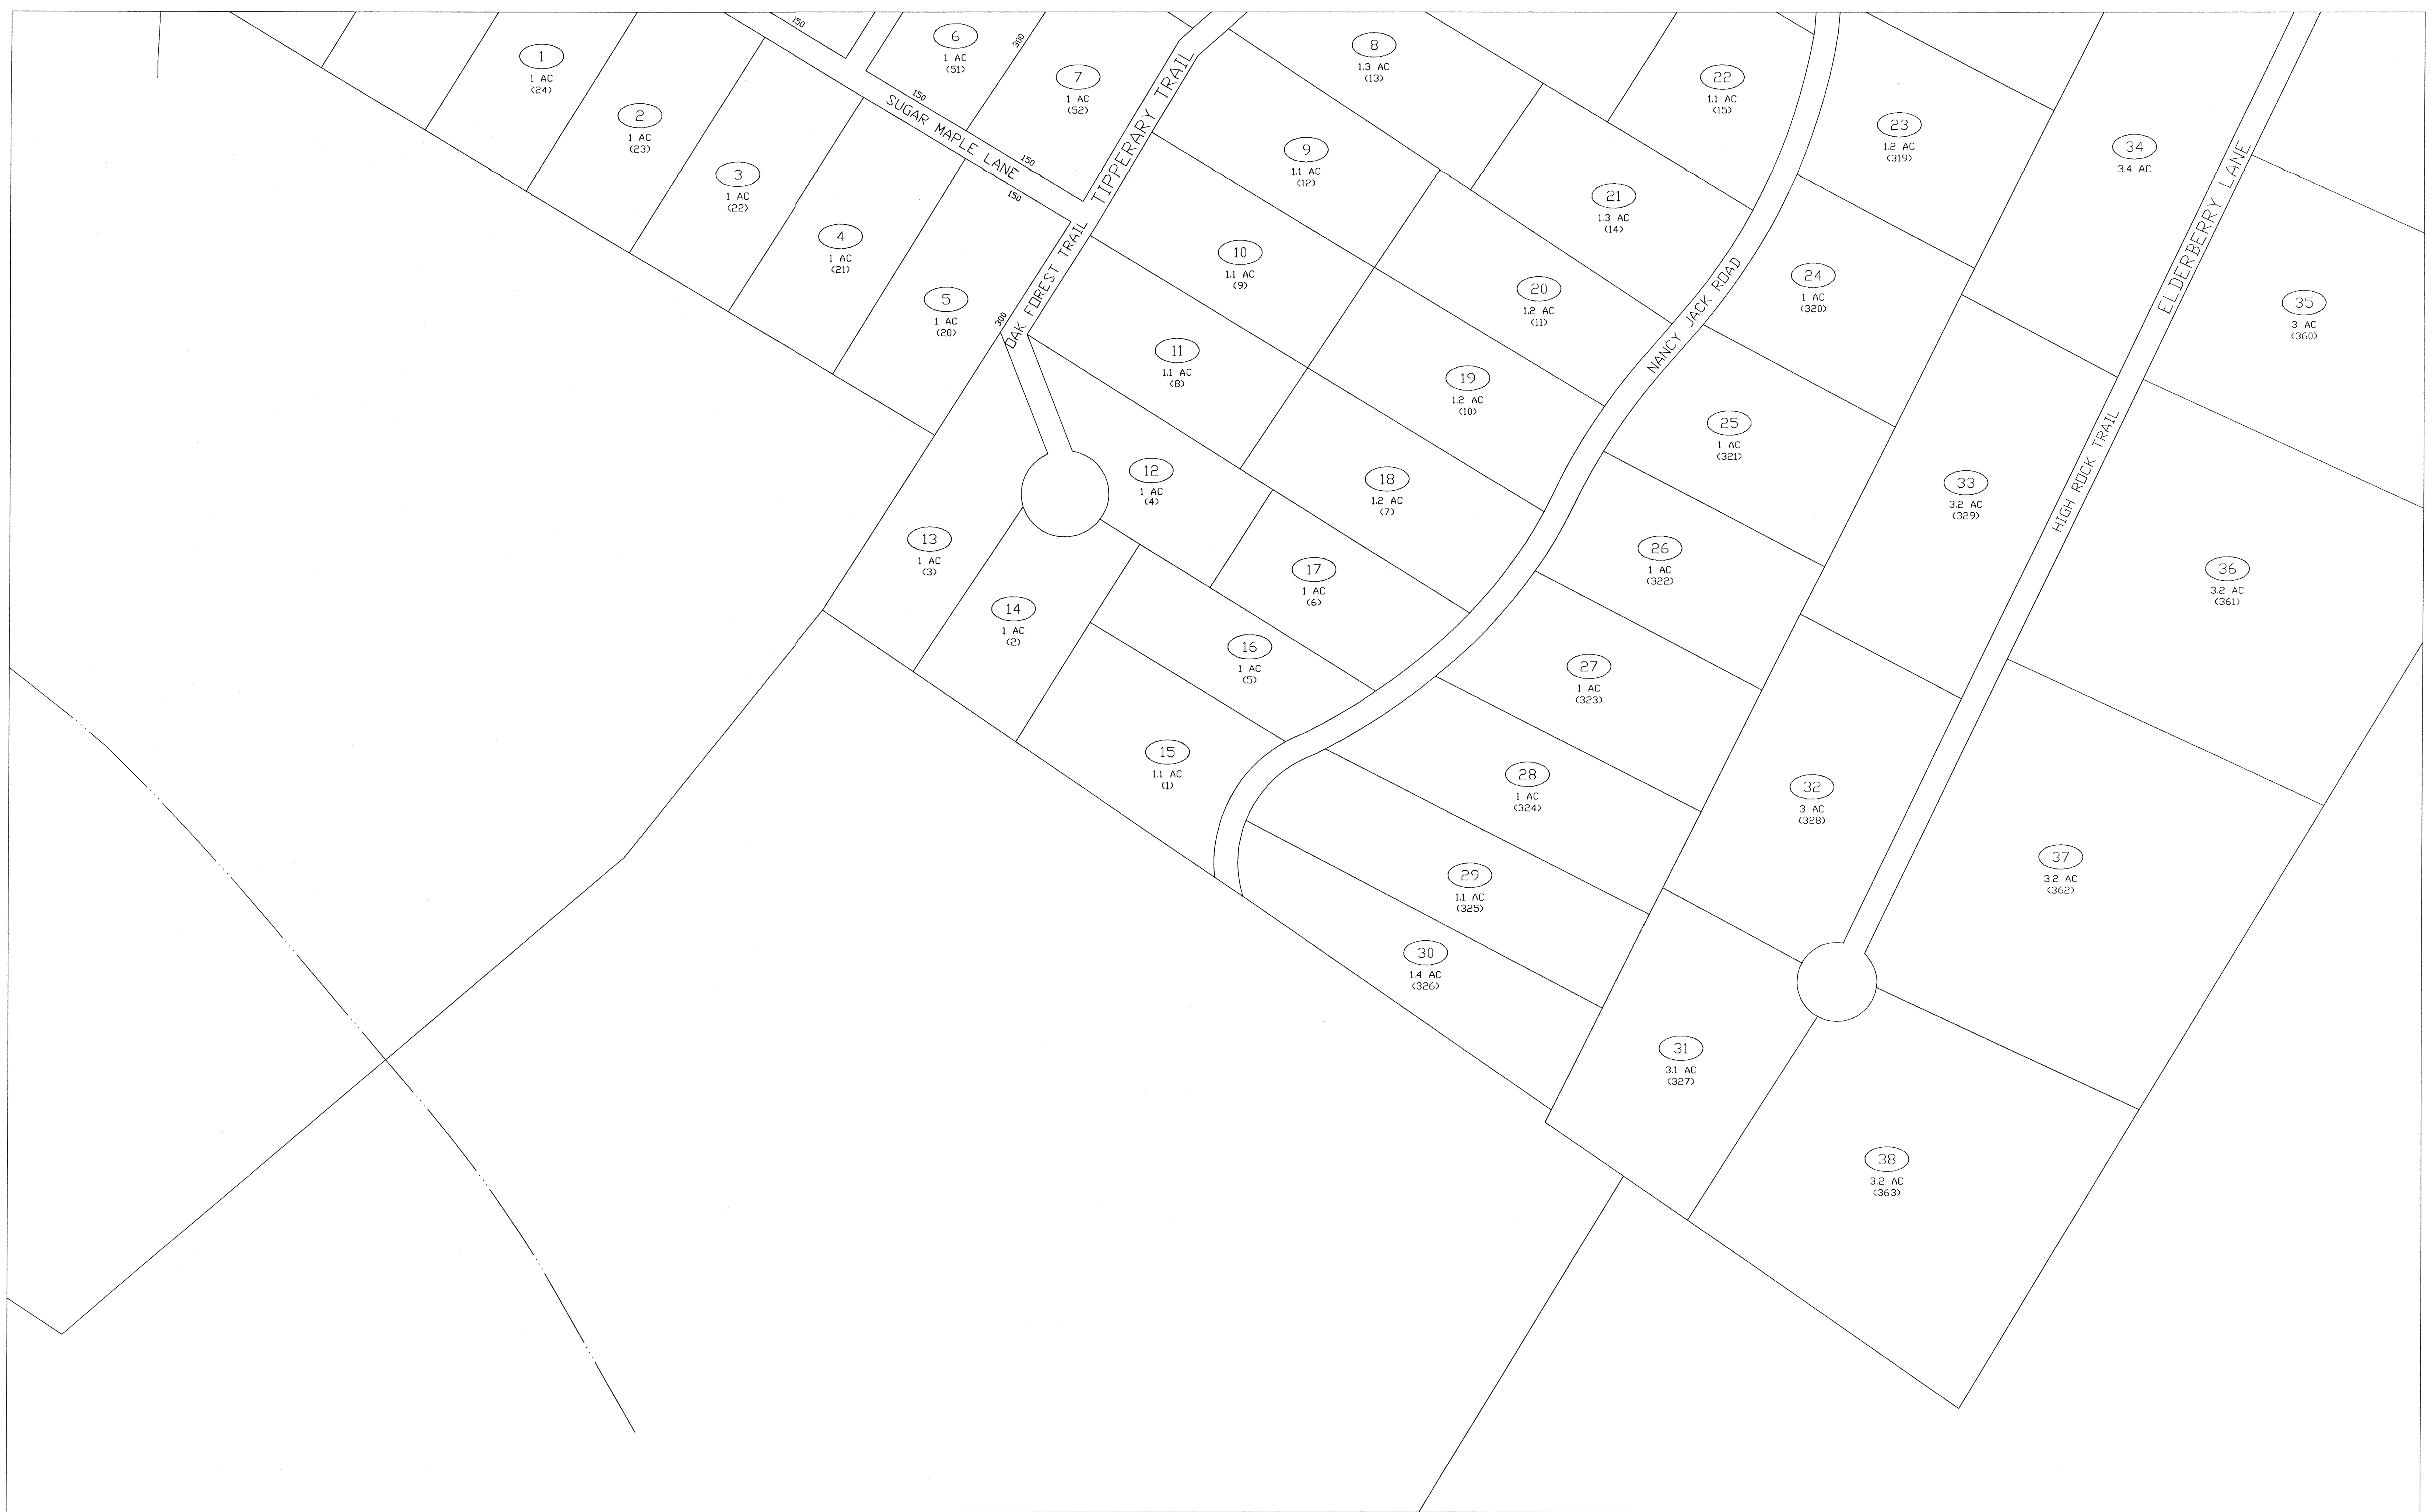 1
1 AC
(24)
2
1 AC
(23)
3
1 AC
(22)
4
1 AC
(21)
5
1 AC
(20)
6
1 AC
(51)
7
1 AC
(52)
150
150
150
150
300
300
SUGAR MAPLE LANE
TIPPERARY TRAIL
OAK FOREST TRAIL
8
1.3 AC
(13)
9
1.1 AC
(12)
10
1.1 AC
(9)
11
1.1 AC
(8)
12
1 AC
(4)
13
1 AC
(3)
14
1 AC
(2)
15
1.1 AC
(1)
16
1 AC
(5)
17
1 AC
(6)
18
1.2 AC
(7)
19
1.2 AC
(10)
20
1.2 AC
(11)
21
1.3 AC
(14)
22
1.1 AC
(15)
NANCY JACK ROAD
23
1.2 AC
(319)
24
1 AC
(320)
25
1 AC
(321)
26
1 AC
(322)
27
1 AC
(323)
28
1 AC
(324)
29
1.1 AC
(325)
30
1.4 AC
(326)
31
3.1 AC
(327)
32
3 AC
(328)
33
3.2 AC
(329)
34
3.4 AC
ELDERBERRY LANE
HIGH ROCK TRAIL
35
3 AC
(360)
36
3.2 AC
(361)
37
3.2 AC
(362)
38
3.2 AC
(363)